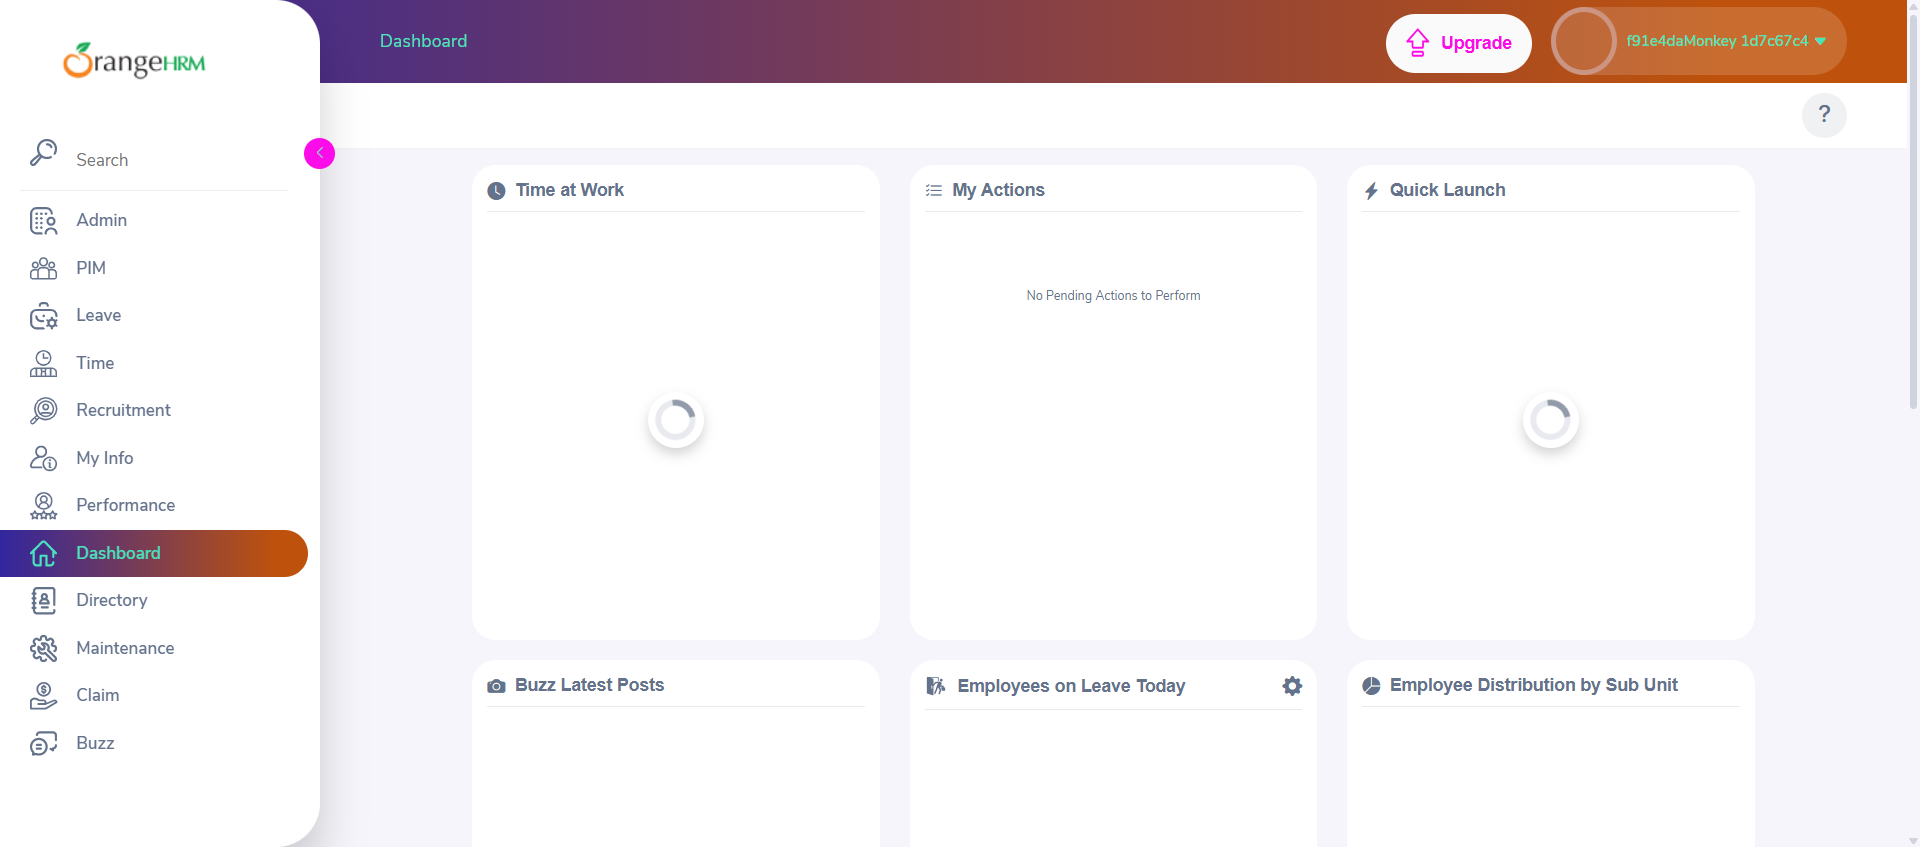 OrangeHRM
Dashboard
Upgrade
f91e4daMonkey 1d7c67c4
Search
?
Admin
PIM
Leave
Time
Recruitment
My Info
Performance
Dashboard
Directory
Maintenance
Claim
Buzz
Time at Work
My Actions
No Pending Actions to Perform
Quick Launch
Buzz Latest Posts
Employees on Leave Today
Employee Distribution by Sub Unit